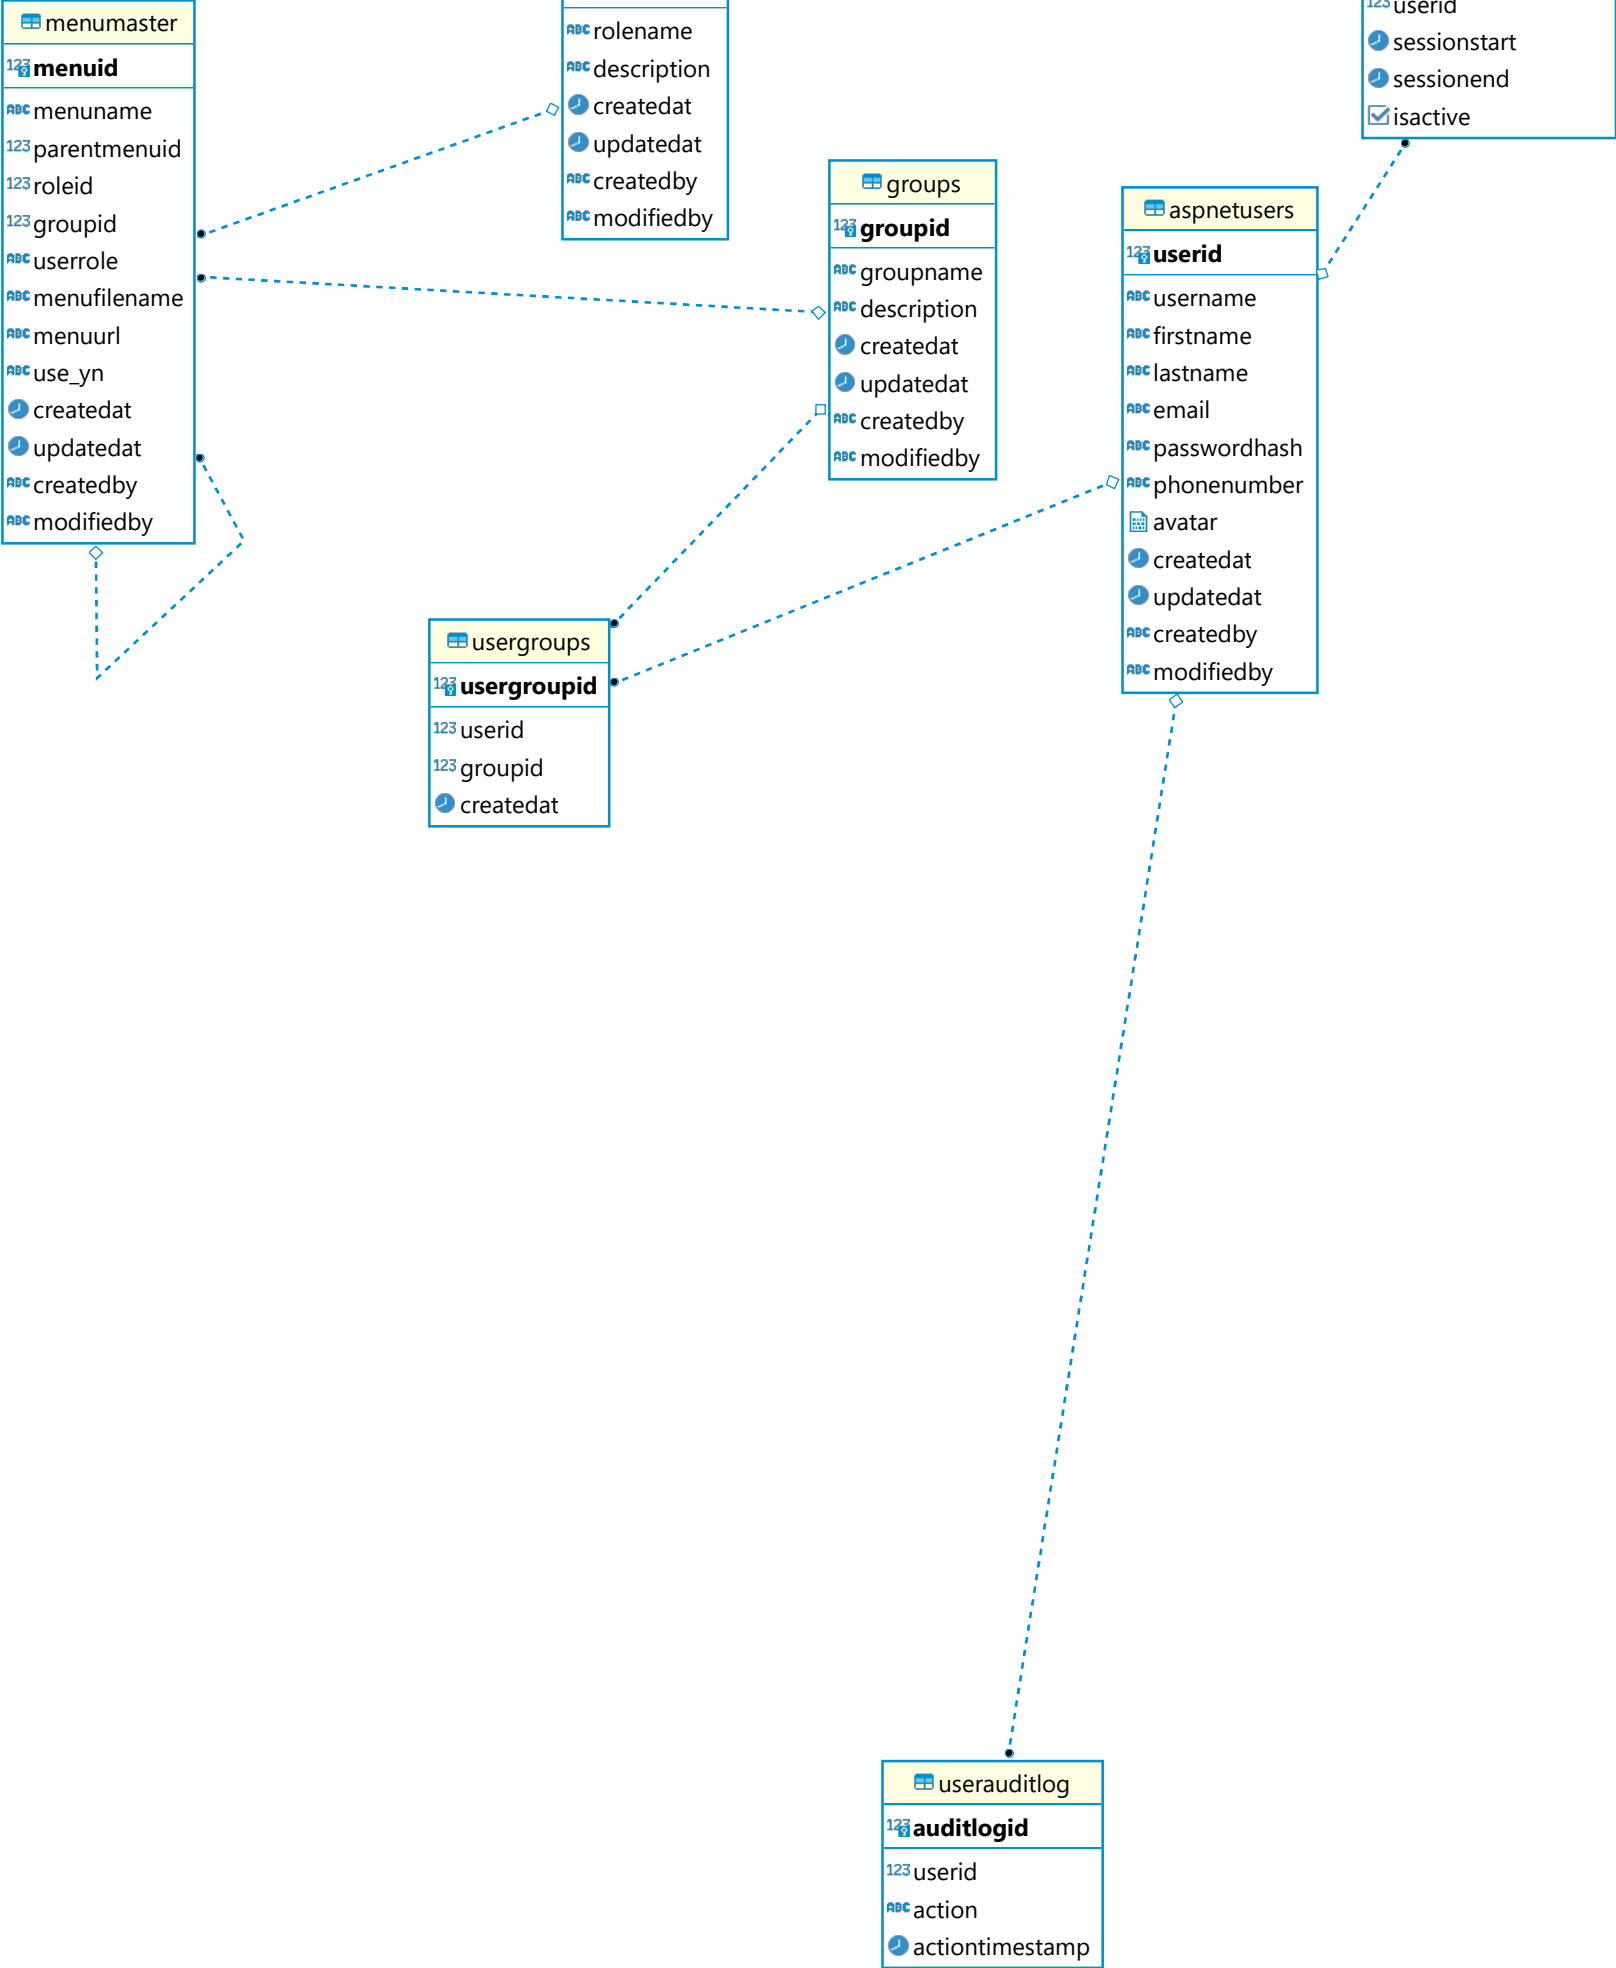 menumaster
menuid
menuname
parentmenuid
roleid
groupid
userrole
menufilename
menuurl
use_yn
createdat
updatedat
createdby
modifiedby
rolename
description
createdat
updatedat
createdby
modifiedby
groups
groupid
groupname
description
createdat
updatedat
createdby
modifiedby
aspnetusers
userid
username
firstname
lastname
email
passwordhash
phonenumber
avatar
createdat
updatedat
createdby
modifiedby
userid
sessionstart
sessionend
isactive
usergroups
usergroupid
userid
groupid
createdat
userauditlog
auditlogid
userid
action
actiontimestamp